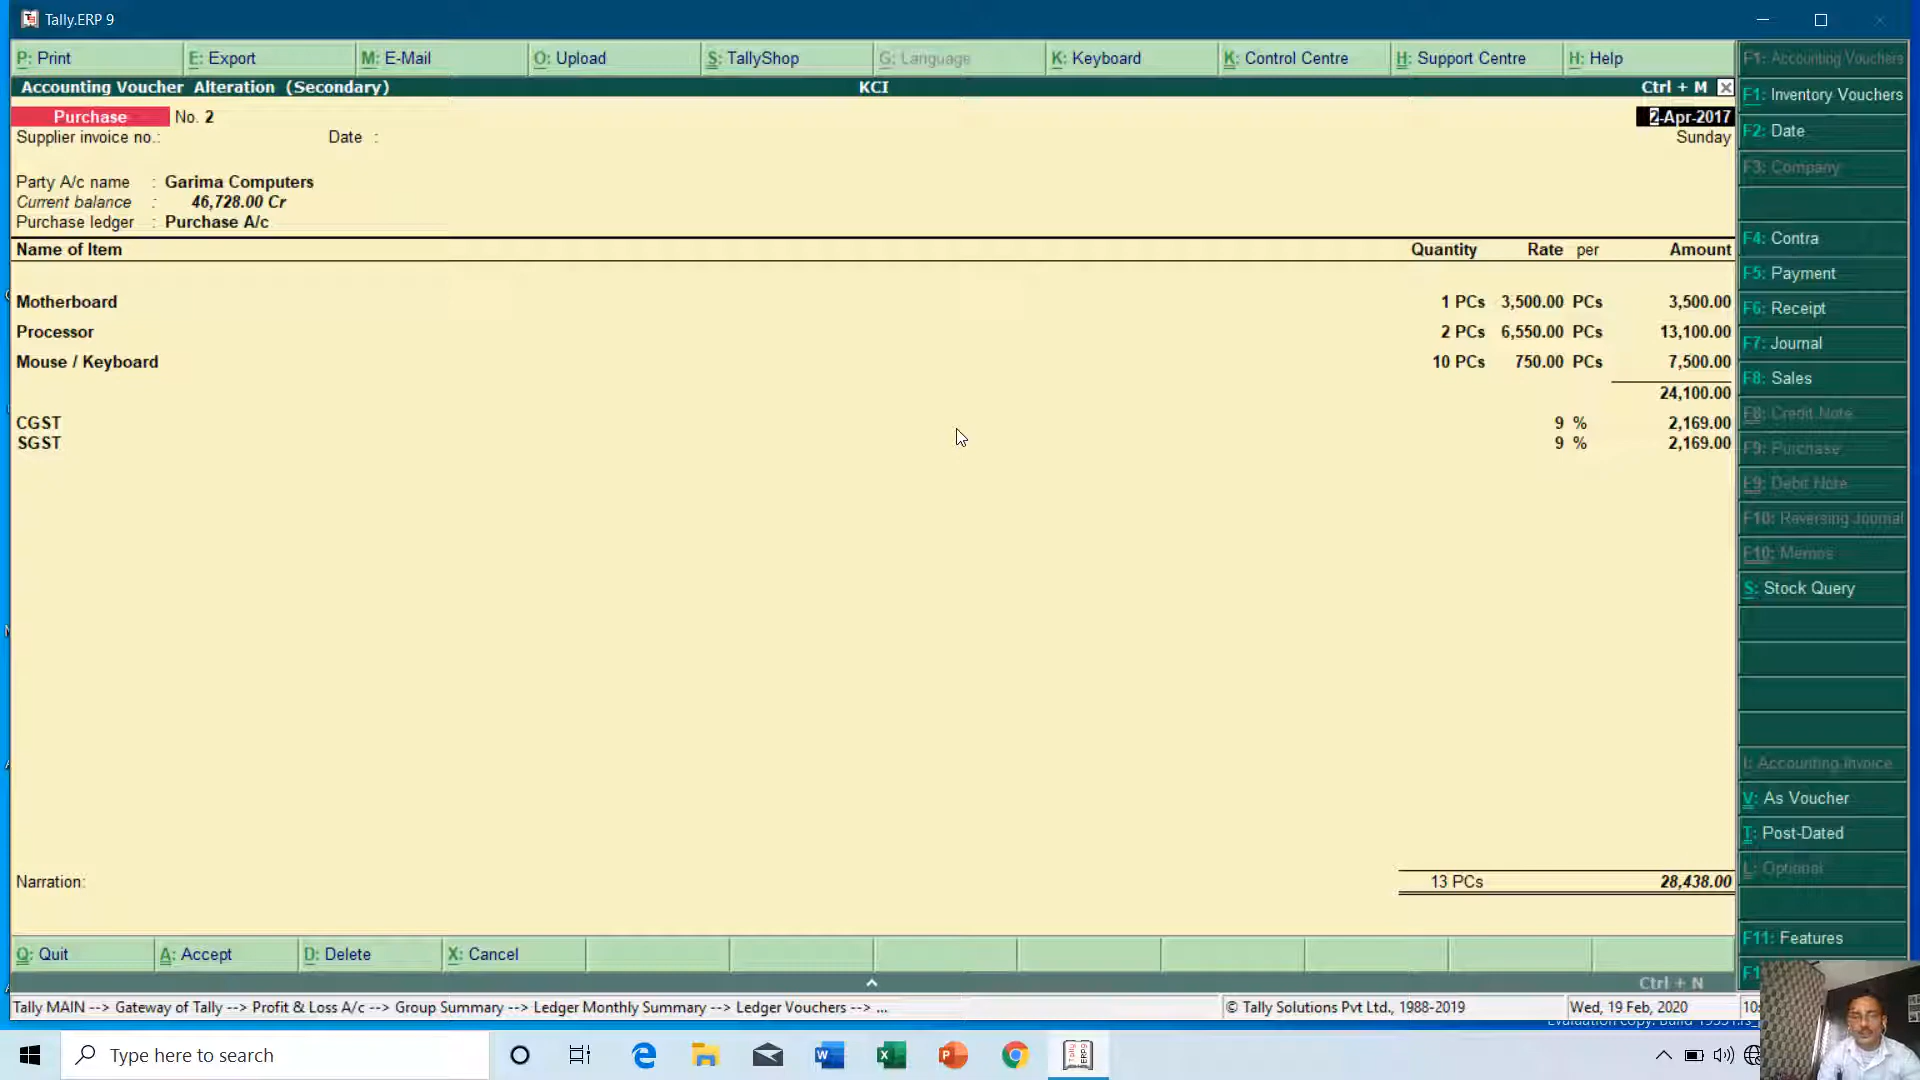 Tally.ERP 9
P: Print E: Export M: E-Mail O: Upload S: TallyShop G: Language K: Keyboard K: Control Centre H: Support Centre H: Help
Accounting Voucher Alteration (Secondary) KCI Ctrl + M
Purchase No. 2 2-Apr-2017
Supplier invoice no.: Date : Sunday
Party A/c name : Garima Computers
Current balance : 46,728.00 Cr
Purchase ledger : Purchase A/c
Name of Item Quantity Rate per Amount
Motherboard 1 PCs 3,500.00 PCs 3,500.00
Processor 2 PCs 6,550.00 PCs 13,100.00
Mouse / Keyboard 10 PCs 750.00 PCs 7,500.00
24,100.00
CGST 9 % 2,169.00
SGST 9 % 2,169.00
Narration: 13 PCs 28,438.00
Q: Quit A: Accept D: Delete X: Cancel
Ctrl + N
F1: Accounting Vouchers
F1: Inventory Vouchers
F2: Date
F3: Company
F4: Contra
F5: Payment
F6: Receipt
F7: Journal
F8: Sales
F8: Credit Note
F9: Purchase
F9: Debit Note
F10: Reversing Journal
F10: Memos
S: Stock Query
I: Accounting Invoice
V: As Voucher
T: Post-Dated
L: Optional
F11: Features
Tally MAIN --> Gateway of Tally --> Profit & Loss A/c --> Group Summary --> Ledger Monthly Summary --> Ledger Vouchers --> ... © Tally Solutions Pvt Ltd., 1988-2019 Wed, 19 Feb, 2020
Type here to search